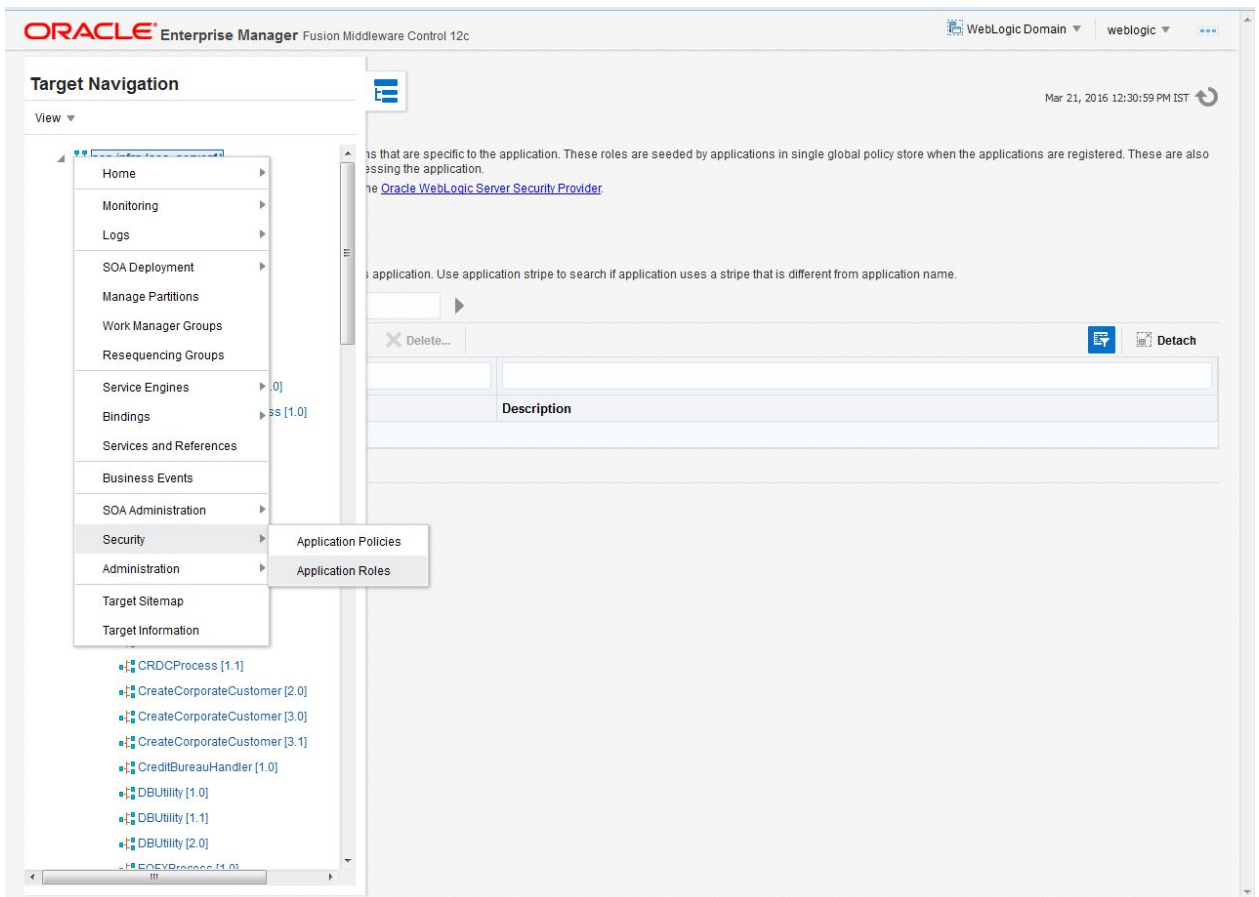 ORACLE Enterprise Manager Fusion Middleware Control 12c
WebLogic Domain
weblogic
Target Navigation
View
Mar 21, 2016 12:30:59 PM IST
ns that are specific to the application. These roles are seeded by applications in single global policy store when the applications are registered. These are also
essing the application.
he Oracle WebLogic Server Security Provider.
Home
Monitoring
Logs
SOA Deployment
s application. Use application stripe to search if application uses a stripe that is different from application name.
Manage Partitions
Work Manager Groups
Delete...
Detach
Resequencing Groups
Service Engines
.0]
Bindings
ss [1.0]
Description
Services and References
Business Events
SOA Administration
Security
Application Policies
Administration
Application Roles
Target Sitemap
Target Information
CRDCProcess [1.1]
CreateCorporateCustomer [2.0]
CreateCorporateCustomer [3.0]
CreateCorporateCustomer [3.1]
CreditBureauHandler [1.0]
DBUtility [1.0]
DBUtility [1.1]
DBUtility [2.0]